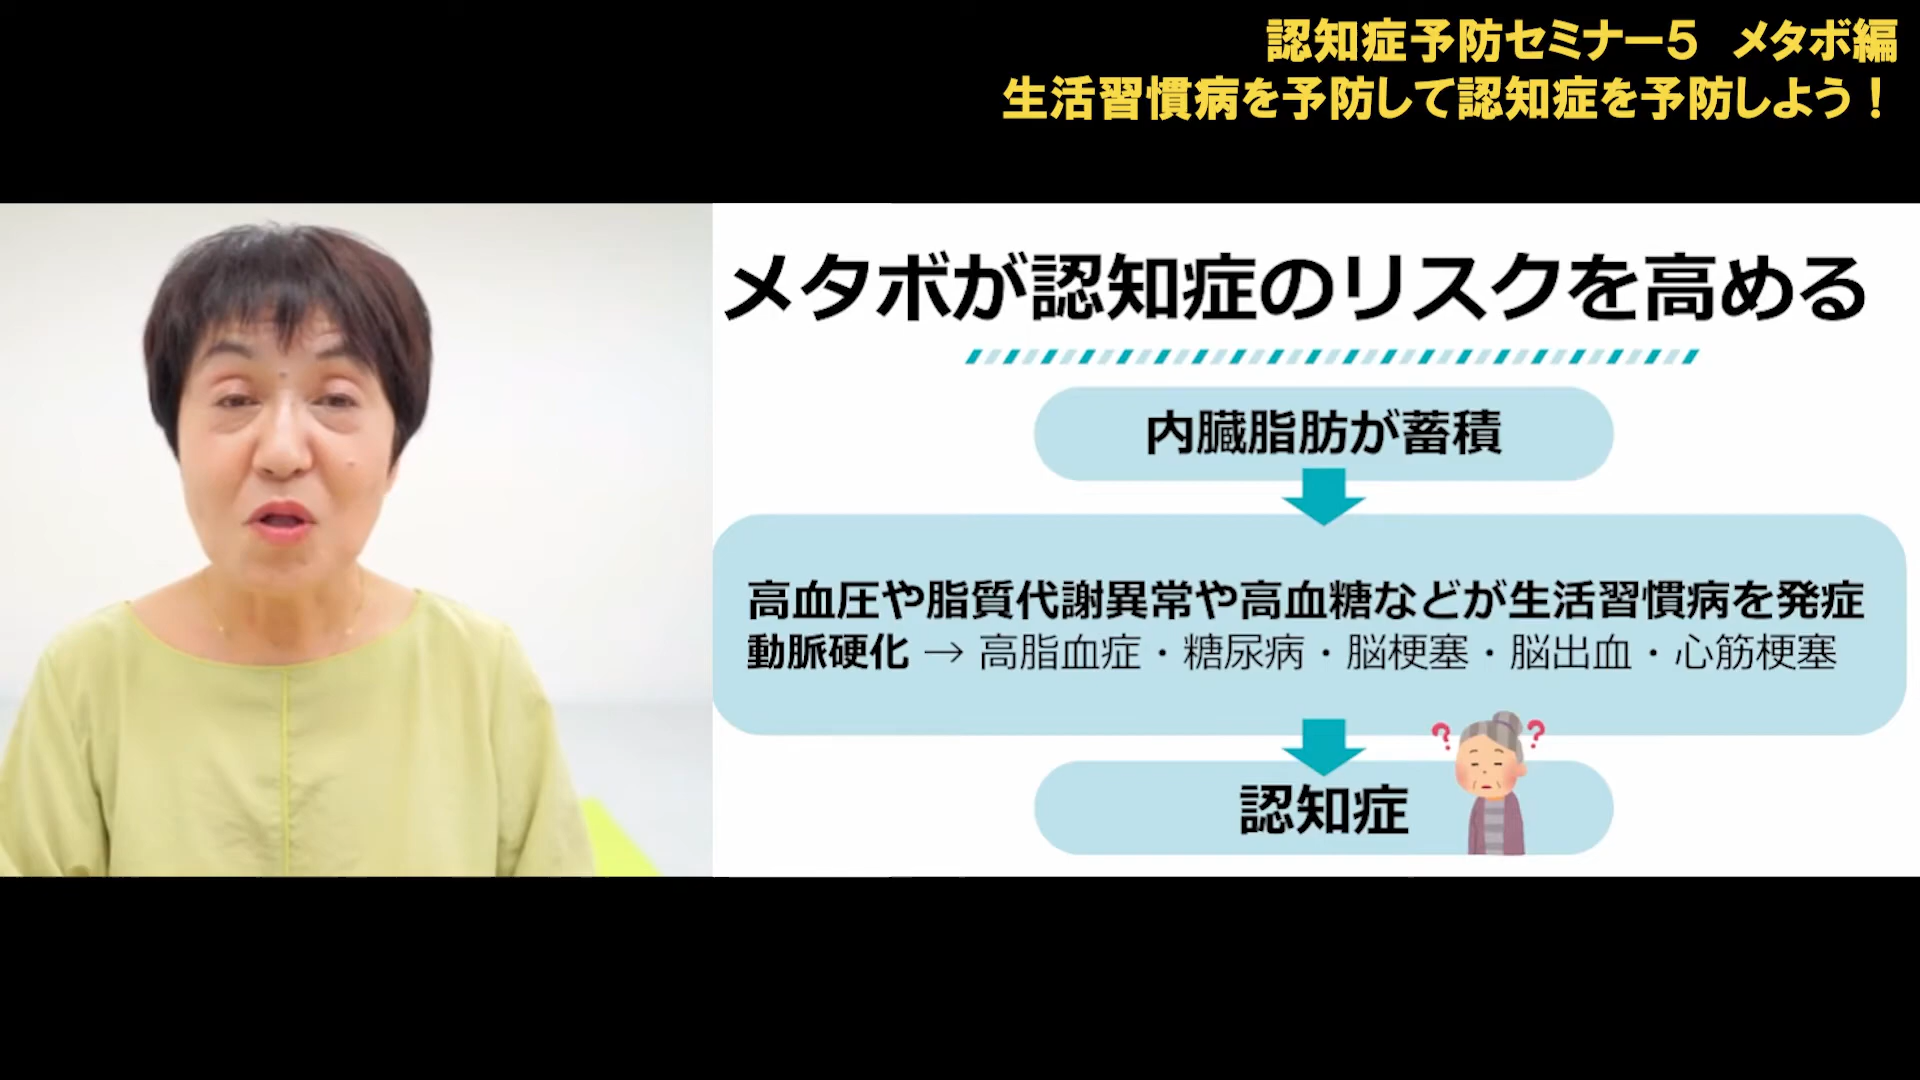 認知症予防セミナー5　メタボ編
生活習慣病を予防して認知症を予防しよう！
メタボが認知症のリスクを高める
内臓脂肪が蓄積
高血圧や脂質代謝異常や高血糖などが生活習慣病を発症
動脈硬化 → 高脂血症・糖尿病・脳梗塞・脳出血・心筋梗塞
? ?
認知症